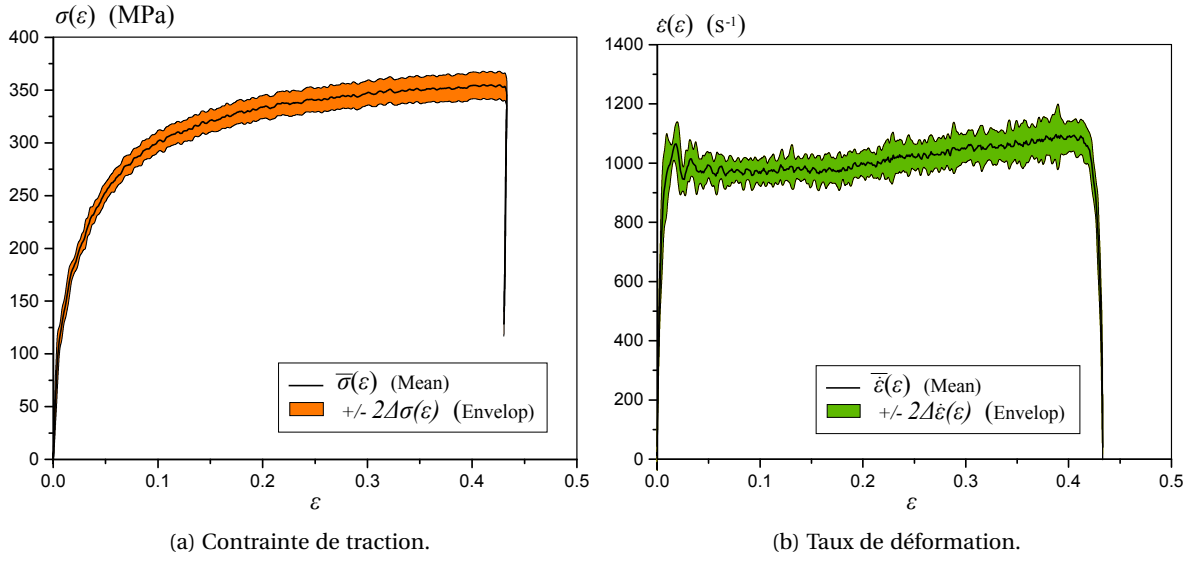 σ(ε) (MPa)
400
350
300
250
200
150
100
50
0
0.0 0.1 0.2 0.3 0.4 0.5
ε
σ̅(ε) (Mean)
+/- 2Δσ(ε) (Envelop)
(a) Contrainte de traction.
ε̇(ε) (s⁻¹)
1400
1200
1000
800
600
400
200
0
0.0 0.1 0.2 0.3 0.4 0.5
ε
ε̇̅(ε) (Mean)
+/- 2Δε̇(ε) (Envelop)
(b) Taux de déformation.